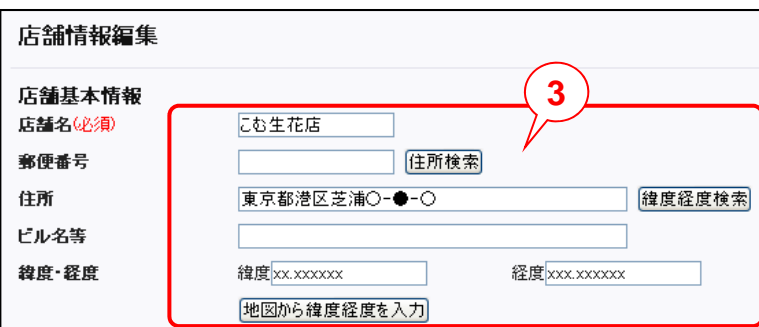 店舗情報編集
店舗基本情報
3
店舗名(必須) こむ生花店
郵便番号 住所検索
住所 東京都港区芝浦○-●-○ 緯度経度検索
ビル名等
緯度・経度 緯度 xx.xxxxxx 経度 xxx.xxxxxx
地図から緯度経度を入力